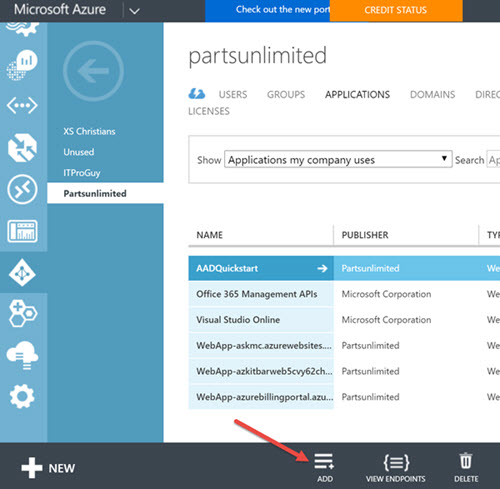 Microsoft Azure
Check out the new por
CREDIT STATUS
XS Christians
Unused
ITProGuy
Partsunlimited
partsunlimited
USERS GROUPS APPLICATIONS DOMAINS DIREC
LICENSES
Show Applications my company uses Search Ap
NAME PUBLISHER TY
AADQuickstart Partsunlimited We
Office 365 Management APIs Microsoft Corporation We
Visual Studio Online Microsoft Corporation We
WebApp-askmc.azurewebsites.... Partsunlimited We
WebApp-azkitbarweb5cvy62ch... Partsunlimited We
WebApp-azurebillingportal.azu... Partsunlimited We
NEW
ADD
VIEW ENDPOINTS
DELETE